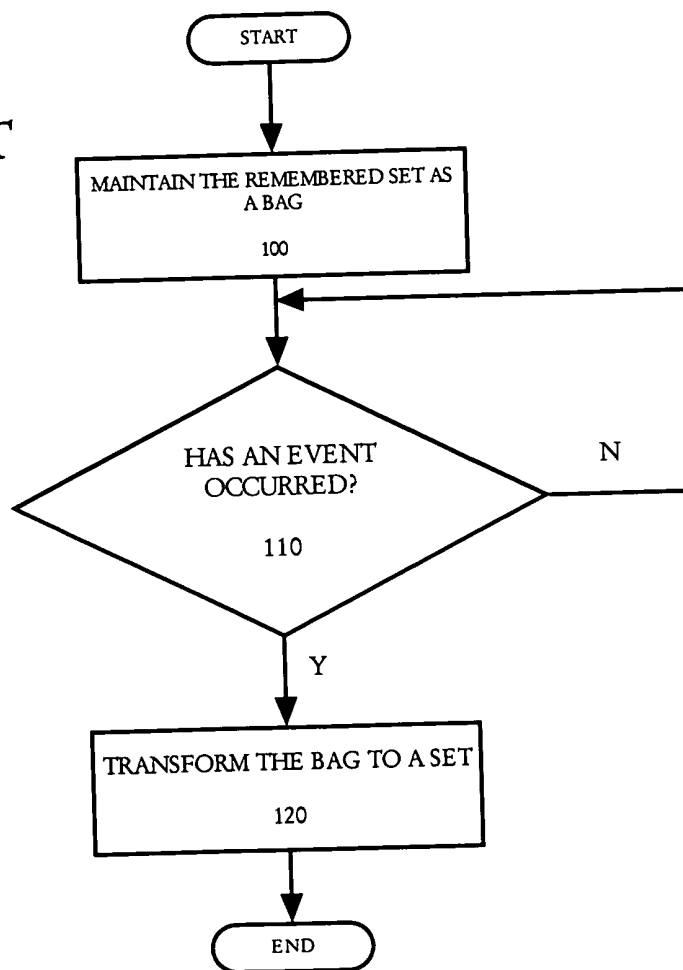 START
MAINTAIN THE REMEMBERED SET AS
A BAG
100
HAS AN EVENT
OCCURRED?
110
N
Y
TRANSFORM THE BAG TO A SET
120
END